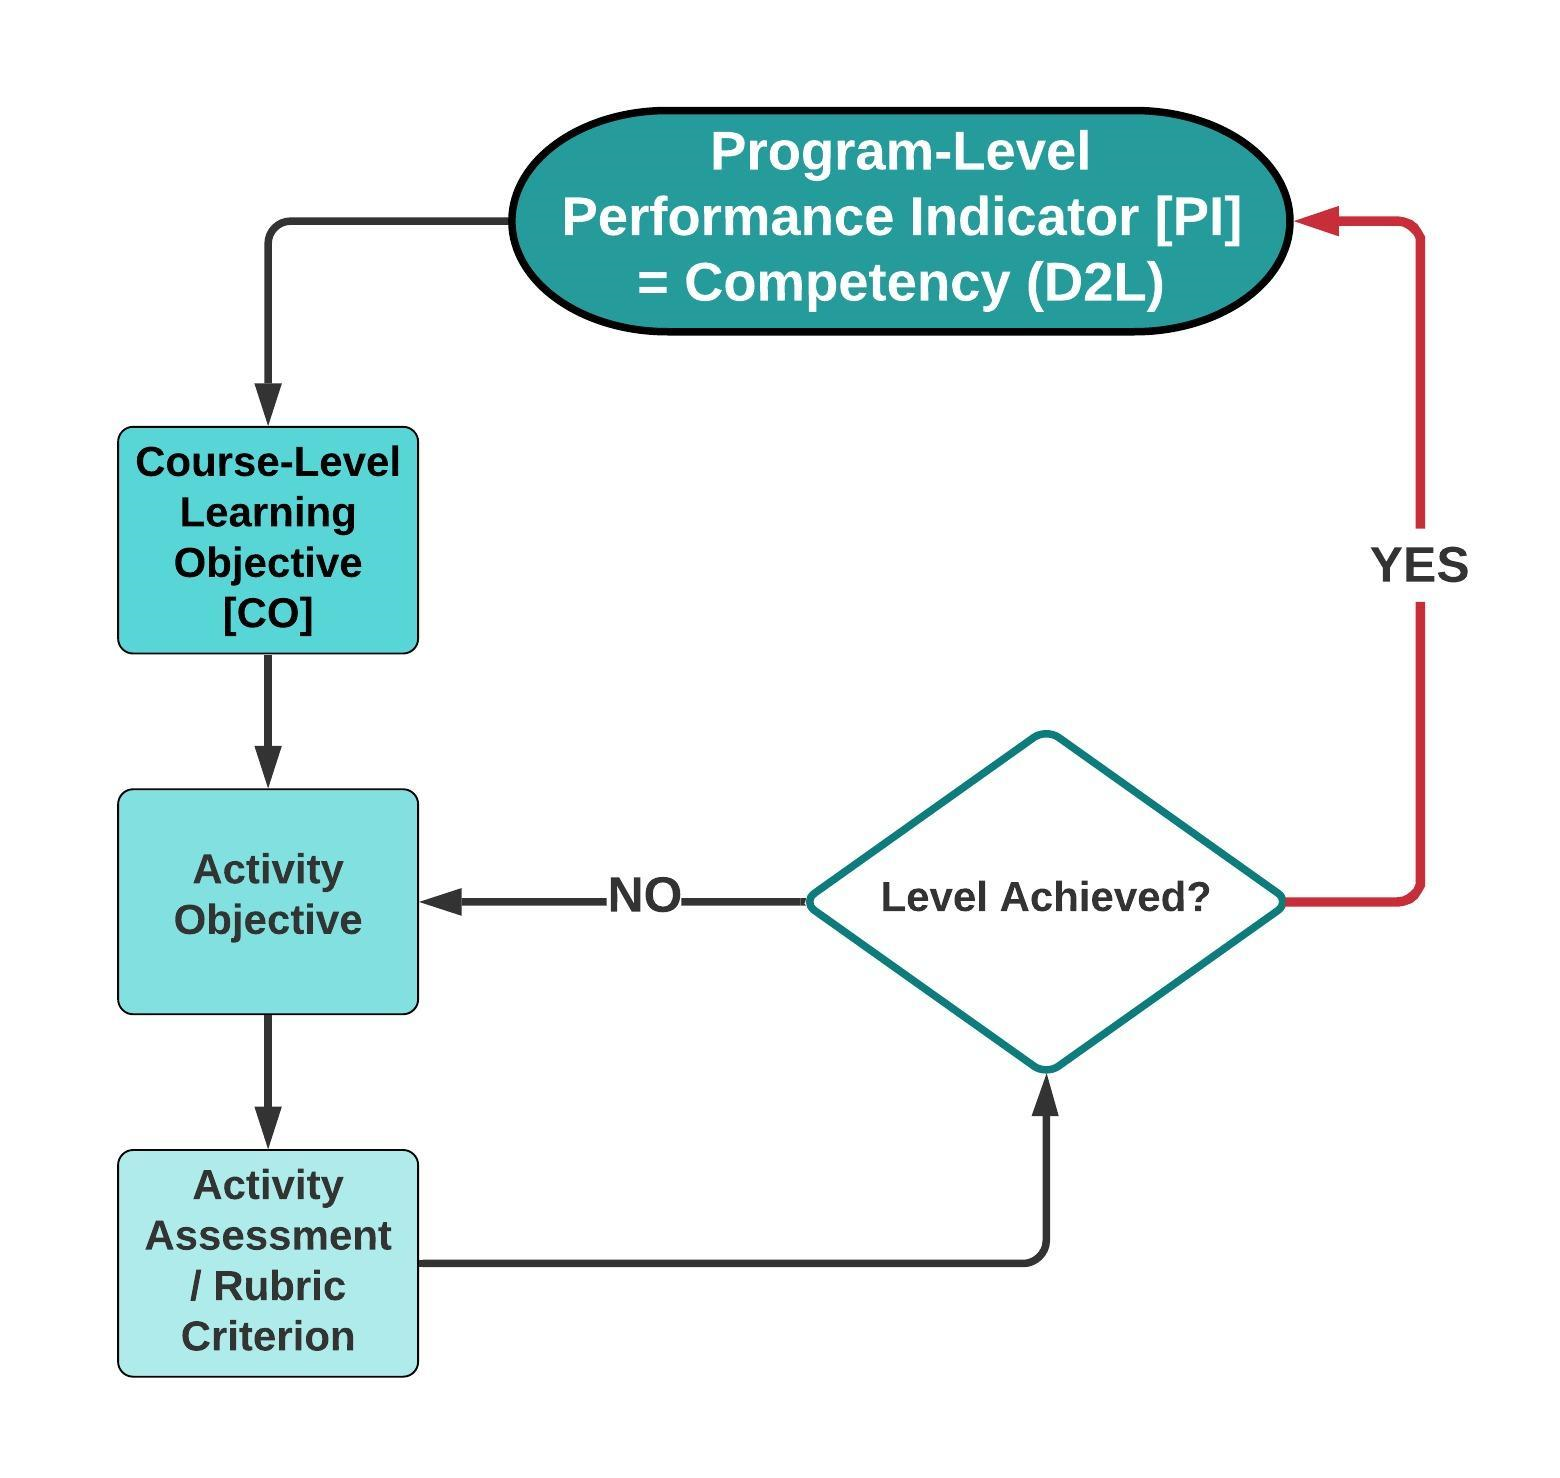 Program-Level
Performance Indicator [PI]
= Competency (D2L)
Course-Level
Learning
Objective
[CO]
YES
Activity
Objective
NO
Level Achieved?
Activity
Assessment
/ Rubric
Criterion